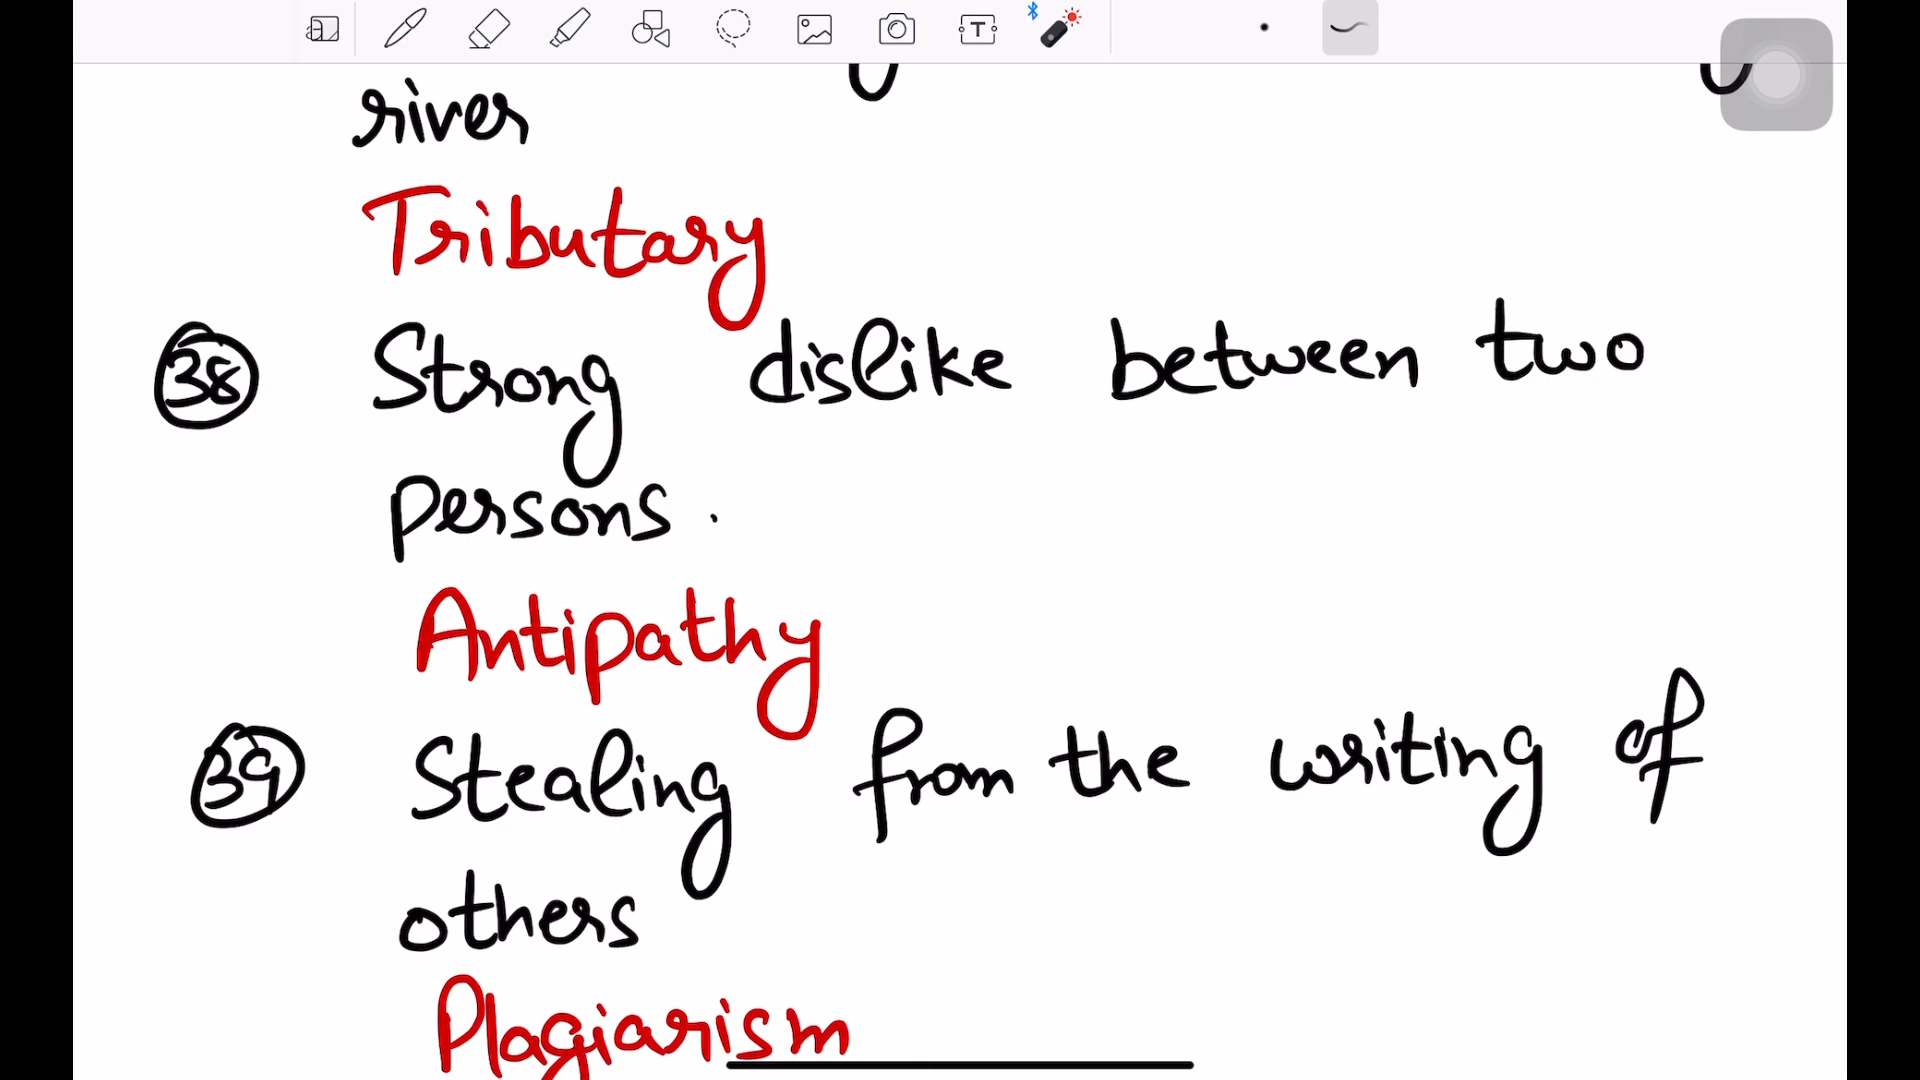 river
Tributary
38 Strong dislike between two
persons.
Antipathy
39 Stealing from the writing of
others
Plagiarism